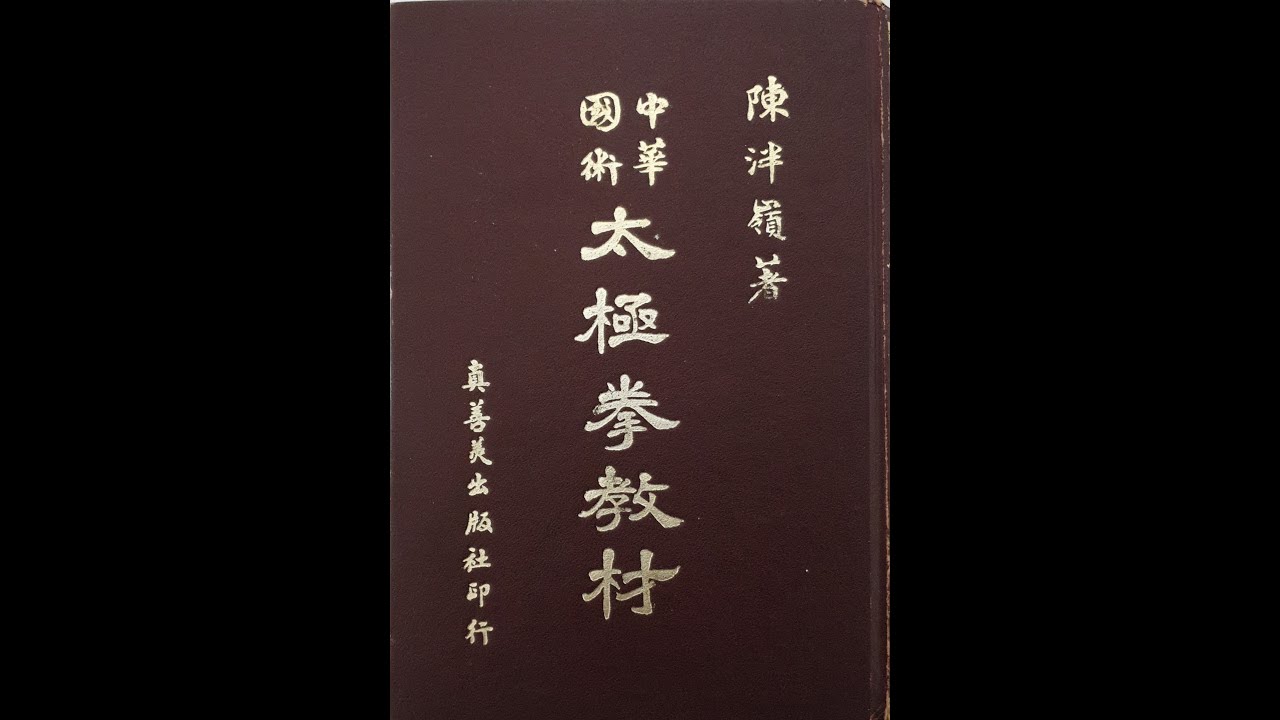 陳泮嶺著
中華
國術
太極拳教材
真善美出版社印行